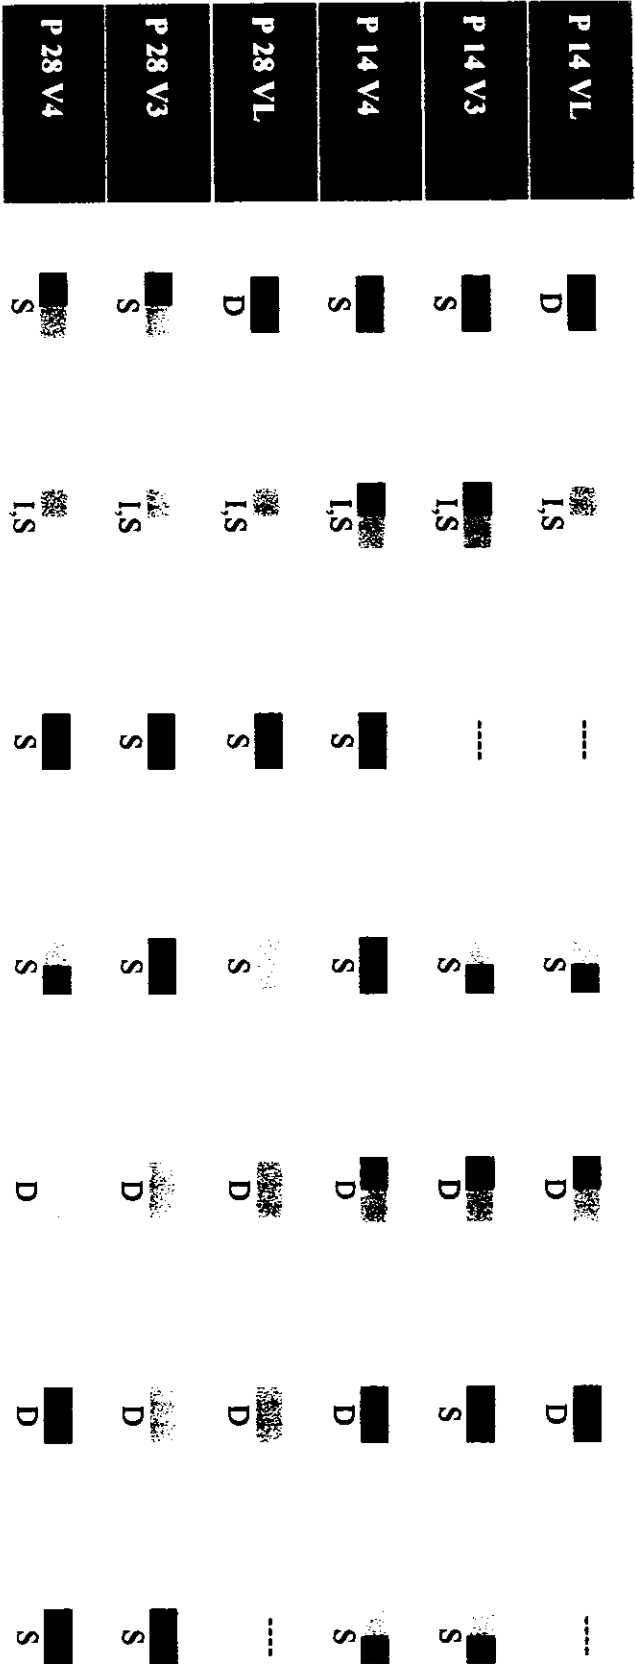 P 14 VL D I,S ---- S D D ----
P 14 V3 S I,S ---- S D S S
P 14 V4 S I,S S S D D S
P 28 VL D I,S S S D D ----
P 28 V3 S I,S S S D D S
P 28 V4 S I,S S S D D S